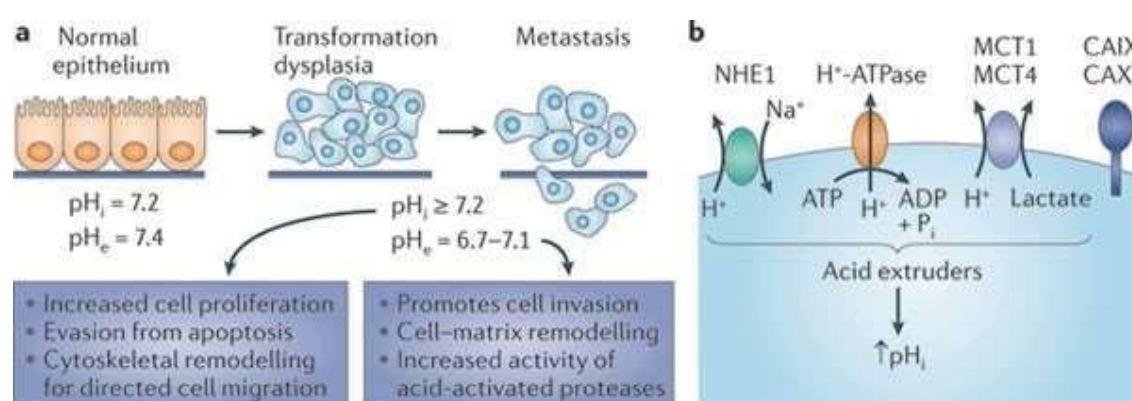 a Normal epithelium
Transformation dysplasia
Metastasis
pHi = 7.2
pHe = 7.4
pHi ≥ 7.2
pHe = 6.7–7.1
• Increased cell proliferation
• Evasion from apoptosis
• Cytoskeletal remodelling
for directed cell migration
• Promotes cell invasion
• Cell–matrix remodelling
• Increased activity of
acid-activated proteases
b
NHE1
H⁺-ATPase
MCT1
MCT4
CAIX
CAX
Na⁺
H⁺
ATP
H⁺
ADP
+ Pi
H⁺
Lactate
Acid extruders
↑pHi